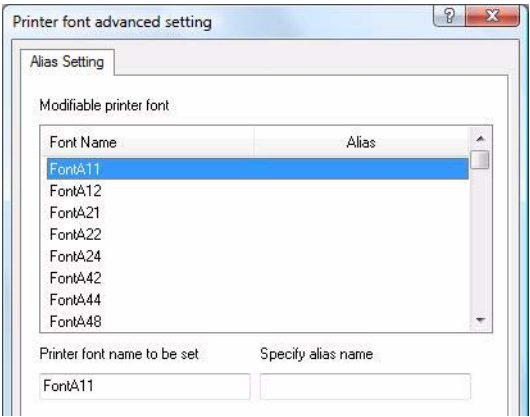 Printer font advanced setting
Alias Setting
Modifiable printer font
Font Name Alias
FontA11
FontA12
FontA21
FontA22
FontA24
FontA42
FontA44
FontA48
Printer font name to be set Specify alias name
FontA11